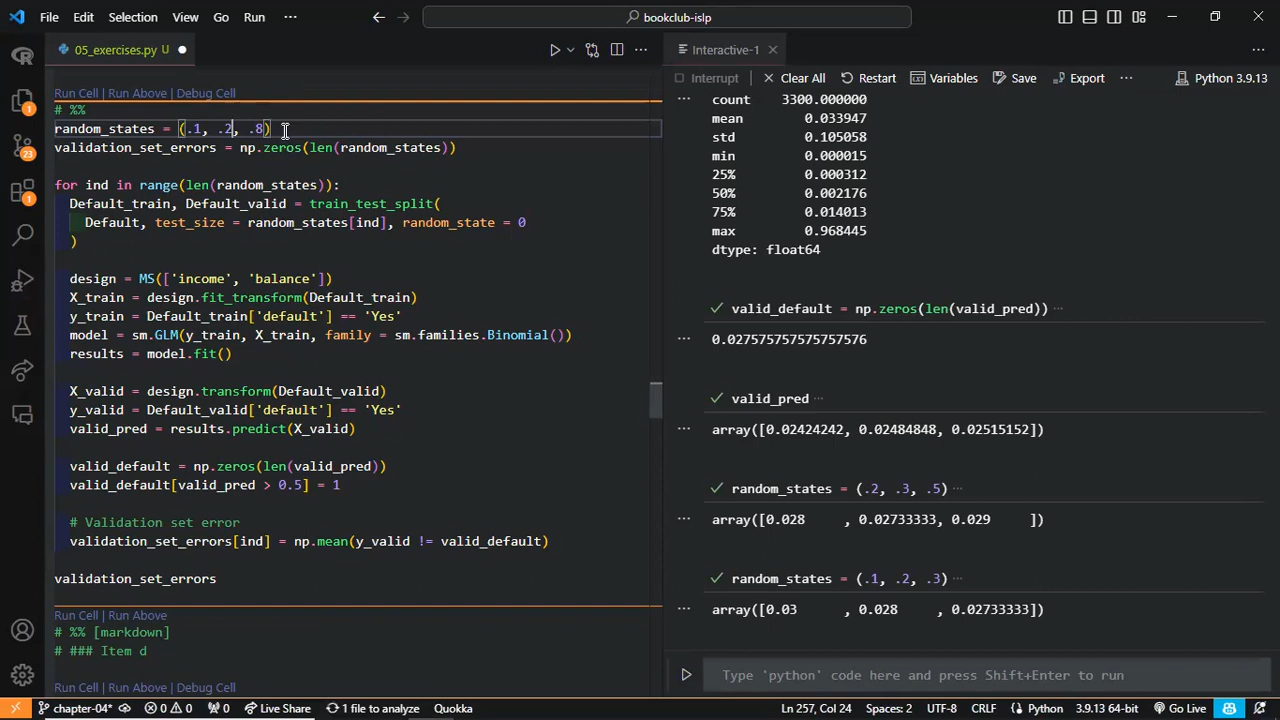 File Edit Selection View Go Run ··· bookclub-islp
05_exercises.py U
Run Cell | Run Above | Debug Cell
# %%
random_states = (.1, .2, .8)
validation_set_errors = np.zeros(len(random_states))
for ind in range(len(random_states)):
Default_train, Default_valid = train_test_split(
Default, test_size = random_states[ind], random_state = 0
)
design = MS(['income', 'balance'])
X_train = design.fit_transform(Default_train)
y_train = Default_train['default'] == 'Yes'
model = sm.GLM(y_train, X_train, family = sm.families.Binomial())
results = model.fit()
X_valid = design.transform(Default_valid)
y_valid = Default_valid['default'] == 'Yes'
valid_pred = results.predict(X_valid)
valid_default = np.zeros(len(valid_pred))
valid_default[valid_pred > 0.5] = 1
# Validation set error
validation_set_errors[ind] = np.mean(y_valid != valid_default)
validation_set_errors
Run Cell | Run Above
# %% [markdown]
# ### Item d
Run Cell | Run Above | Debug Cell
Interactive-1
Interrupt Clear All Restart Variables Save Export ··· Python 3.9.13
count 3300.000000
mean 0.033947
std 0.105058
min 0.000015
25% 0.000312
50% 0.002176
75% 0.014013
max 0.968445
dtype: float64
valid_default = np.zeros(len(valid_pred)) ···
0.027575757575757576
valid_pred ···
array([0.02424242, 0.02484848, 0.02515152])
random_states = (.2, .3, .5) ···
array([0.028 , 0.02733333, 0.029 ])
random_states = (.1, .2, .3) ···
array([0.03 , 0.028 , 0.02733333])
Type 'python' code here and press Shift+Enter to run
1
23
1
chapter-04* 0 0 0 Live Share 1 file to analyze Quokka Ln 257, Col 24 Spaces: 2 UTF-8 CRLF Python 3.9.13 64-bit Go Live